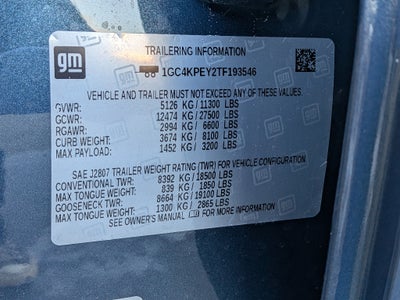 gm
TRAILERING INFORMATION
1GC4KPEY2TF193546
VEHICLE AND TRAILER MUST NOT EXCEED ANY OF THESE VALUES.
GVWR: 5126 KG / 11300 LBS
GCWR: 12474 KG / 27500 LBS
RGAWR: 2994 KG / 6600 LBS
CURB WEIGHT: 3674 KG / 8100 LBS
MAX PAYLOAD: 1452 KG / 3200 LBS
SAE J2807 TRAILER WEIGHT RATING (TWR) FOR VEHICLE CONFIGURATION.
CONVENTIONAL TWR: 8392 KG / 18500 LBS
MAX TONGUE WEIGHT: 839 KG / 1850 LBS
GOOSENECK TWR: 8664 KG / 19100 LBS
MAX TONGUE WEIGHT: 1300 KG / 2865 LBS
SEE OWNER'S MANUAL FOR MORE INFORMATION